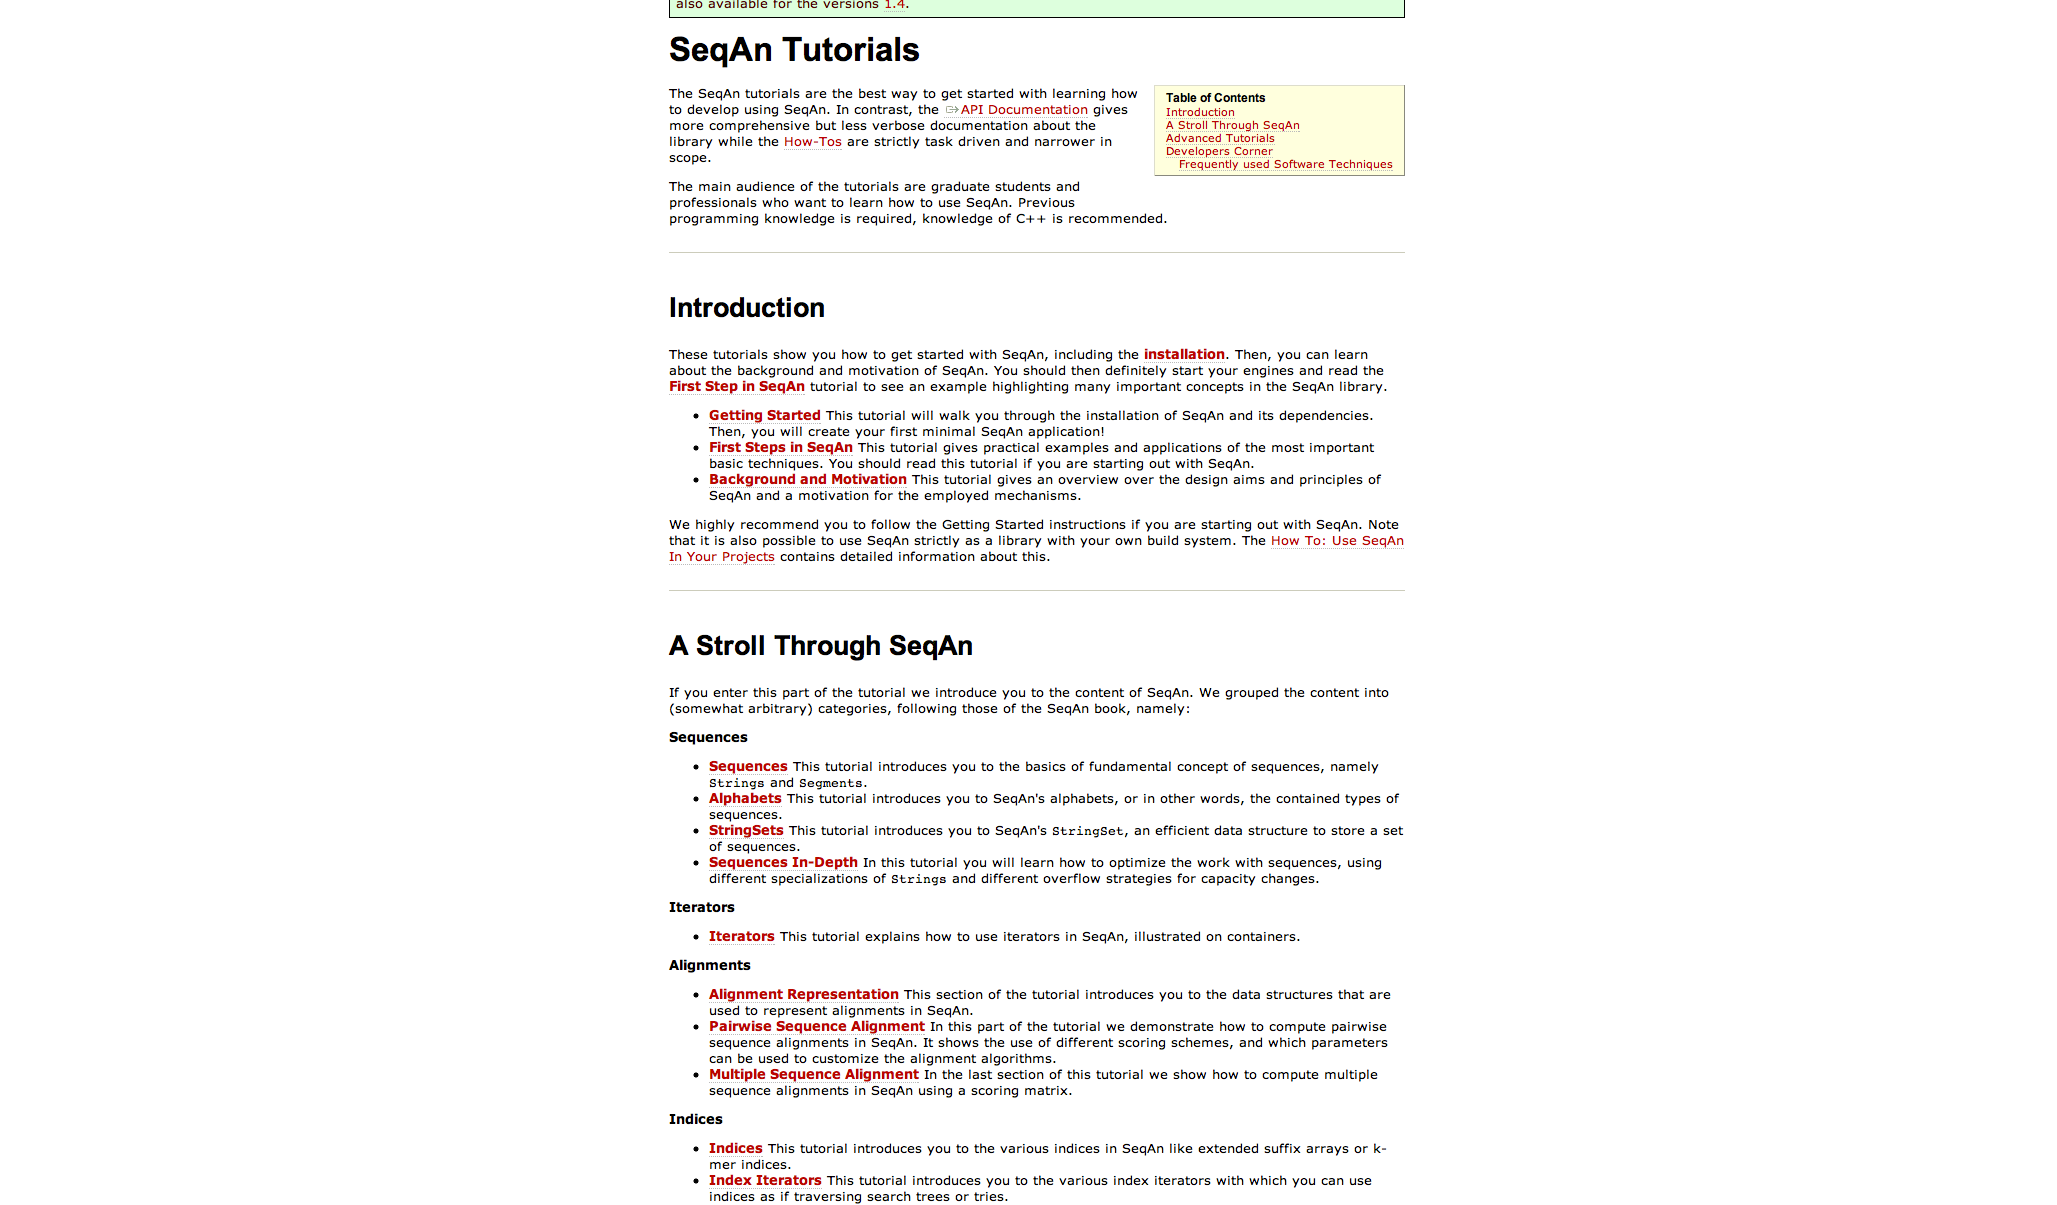 also available for the versions 1.4.
SeqAn Tutorials
The SeqAn tutorials are the best way to get started with learning how
to develop using SeqAn. In contrast, the API Documentation gives
more comprehensive but less verbose documentation about the
library while the How-Tos are strictly task driven and narrower in
scope.
Table of Contents
Introduction
A Stroll Through SeqAn
Advanced Tutorials
Developers Corner
Frequently used Software Techniques
The main audience of the tutorials are graduate students and
professionals who want to learn how to use SeqAn. Previous
programming knowledge is required, knowledge of C++ is recommended.
Introduction
These tutorials show you how to get started with SeqAn, including the installation. Then, you can learn
about the background and motivation of SeqAn. You should then definitely start your engines and read the
First Step in SeqAn tutorial to see an example highlighting many important concepts in the SeqAn library.
• Getting Started This tutorial will walk you through the installation of SeqAn and its dependencies.
Then, you will create your first minimal SeqAn application!
• First Steps in SeqAn This tutorial gives practical examples and applications of the most important
basic techniques. You should read this tutorial if you are starting out with SeqAn.
• Background and Motivation This tutorial gives an overview over the design aims and principles of
SeqAn and a motivation for the employed mechanisms.
We highly recommend you to follow the Getting Started instructions if you are starting out with SeqAn. Note
that it is also possible to use SeqAn strictly as a library with your own build system. The How To: Use SeqAn
In Your Projects contains detailed information about this.
A Stroll Through SeqAn
If you enter this part of the tutorial we introduce you to the content of SeqAn. We grouped the content into
(somewhat arbitrary) categories, following those of the SeqAn book, namely:
Sequences
• Sequences This tutorial introduces you to the basics of fundamental concept of sequences, namely
Strings and Segments.
• Alphabets This tutorial introduces you to SeqAn's alphabets, or in other words, the contained types of
sequences.
• StringSets This tutorial introduces you to SeqAn's StringSet, an efficient data structure to store a set
of sequences.
• Sequences In-Depth In this tutorial you will learn how to optimize the work with sequences, using
different specializations of Strings and different overflow strategies for capacity changes.
Iterators
• Iterators This tutorial explains how to use iterators in SeqAn, illustrated on containers.
Alignments
• Alignment Representation This section of the tutorial introduces you to the data structures that are
used to represent alignments in SeqAn.
• Pairwise Sequence Alignment In this part of the tutorial we demonstrate how to compute pairwise
sequence alignments in SeqAn. It shows the use of different scoring schemes, and which parameters
can be used to customize the alignment algorithms.
• Multiple Sequence Alignment In the last section of this tutorial we show how to compute multiple
sequence alignments in SeqAn using a scoring matrix.
Indices
• Indices This tutorial introduces you to the various indices in SeqAn like extended suffix arrays or k-
mer indices.
• Index Iterators This tutorial introduces you to the various index iterators with which you can use
indices as if traversing search trees or tries.